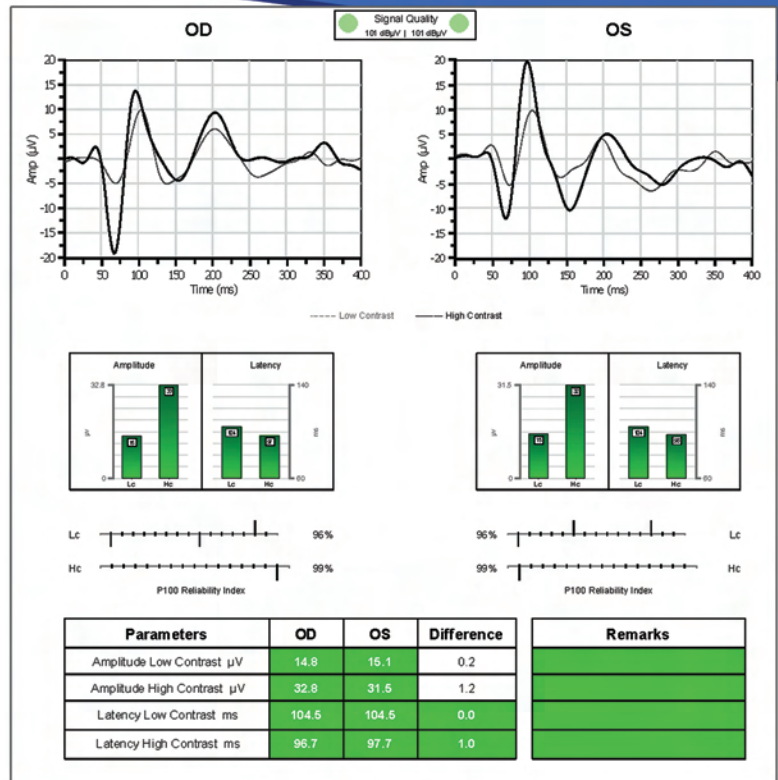 Signal Quality
101 dBµV | 101 dBµV
OD
OS
Amp (µV)
20
15
10
5
0
-5
-10
-15
-20
0 50 100 150 200 250 300 350 400
Time (ms)
Amp (µV)
20
15
10
5
0
-5
-10
-15
-20
0 50 100 150 200 250 300 350 400
Time (ms)
Low Contrast High Contrast
Amplitude Latency
32.8 140
µV ms
0 60
Lc Hc Lc Hc
Amplitude Latency
31.5 140
µV ms
0 60
Lc Hc Lc Hc
Lc 96%
Hc 99%
P100 Reliability Index
96% Lc
99% Hc
P100 Reliability Index
Parameters OD OS Difference Remarks
Amplitude Low Contrast µV 14.8 15.1 0.2
Amplitude High Contrast µV 32.8 31.5 1.2
Latency Low Contrast ms 104.5 104.5 0.0
Latency High Contrast ms 96.7 97.7 1.0